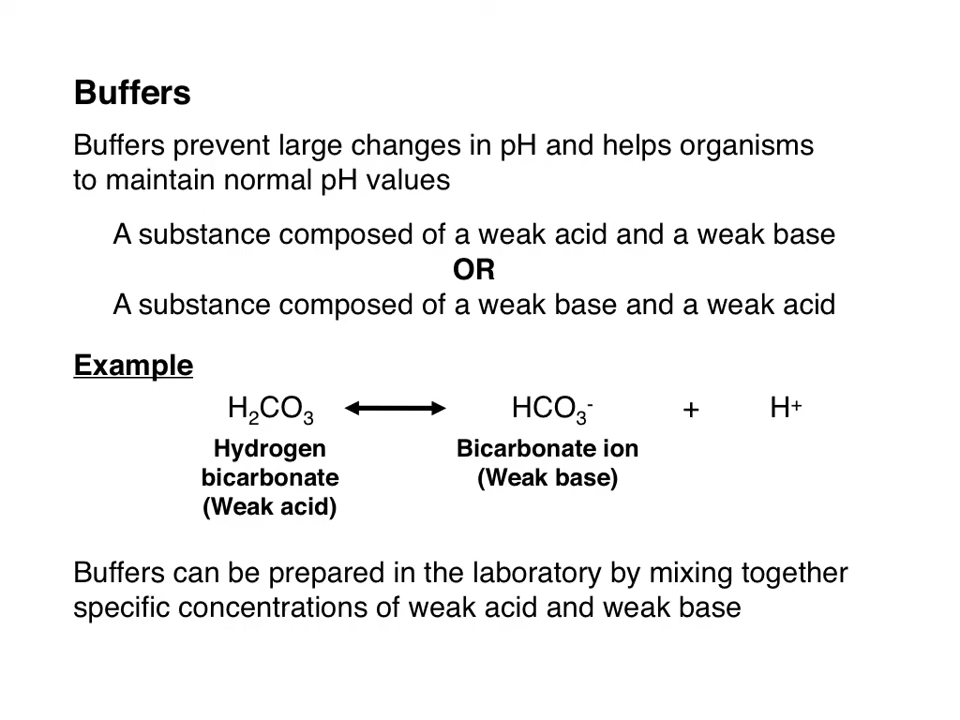 Buffers
Buffers prevent large changes in pH and helps organisms
to maintain normal pH values
A substance composed of a weak acid and a weak base
OR
A substance composed of a weak base and a weak acid
Example
H₂CO₃ ⟷ HCO₃⁻ + H⁺
Hydrogen Bicarbonate ion
bicarbonate (Weak base)
(Weak acid)
Buffers can be prepared in the laboratory by mixing together
specific concentrations of weak acid and weak base